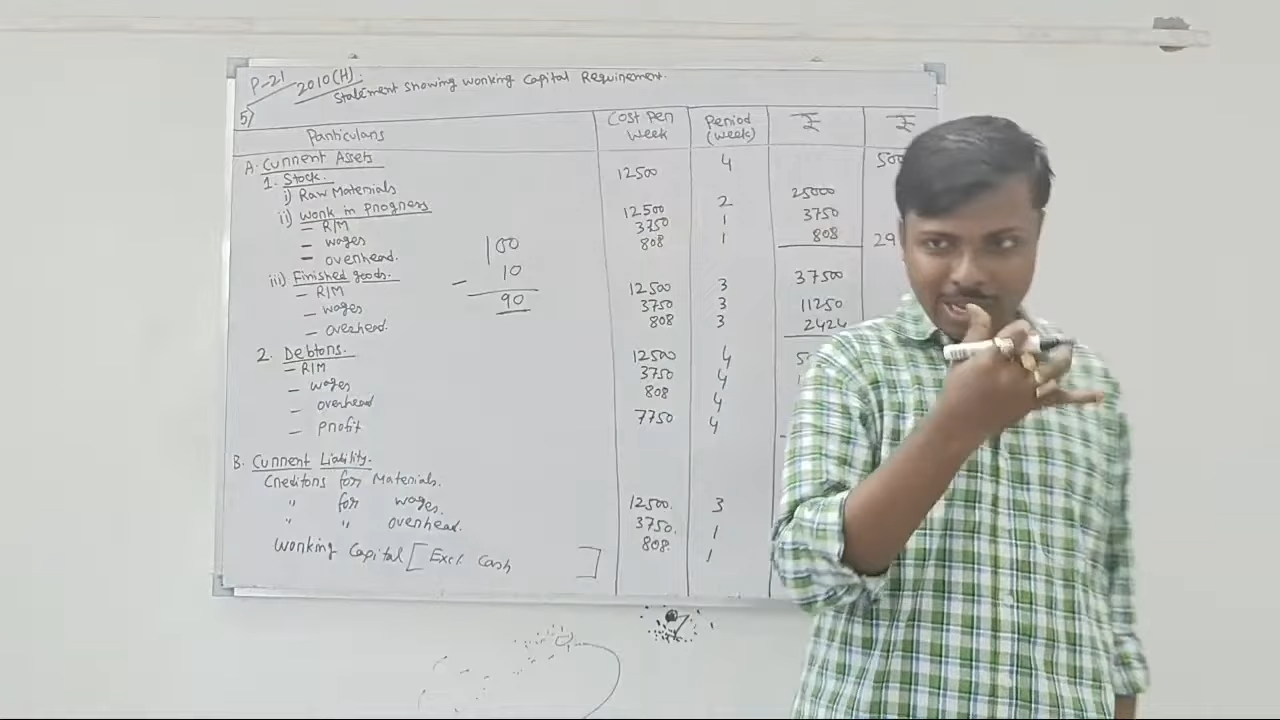 P-21 2010(H).
5) Statement showing working Capital Requirement.
Particulars Cost Per Week Period (week) ₹ ₹
A. Current Assets
1. Stock.
i) Raw Materials 12500 4 500
ii) Work in Progress
– R/M 12500 2 25000
– wages 3750 1 3750
– overhead. 808 1 808 29
iii) Finished goods.
– R/M 12500 3 37500
– wages 3750 3 11250
– overhead. 808 3 2424
100
– 10
90
2. Debtors.
– R/M 12500 4
– wages 3750 4
– overhead 808 4
– profit 7750 4
B. Current Liability.
Creditors for Materials. 12500. 3
" for wages. 3750. 1
" " overhead. 808. 1
Working Capital [Excl. Cash ]